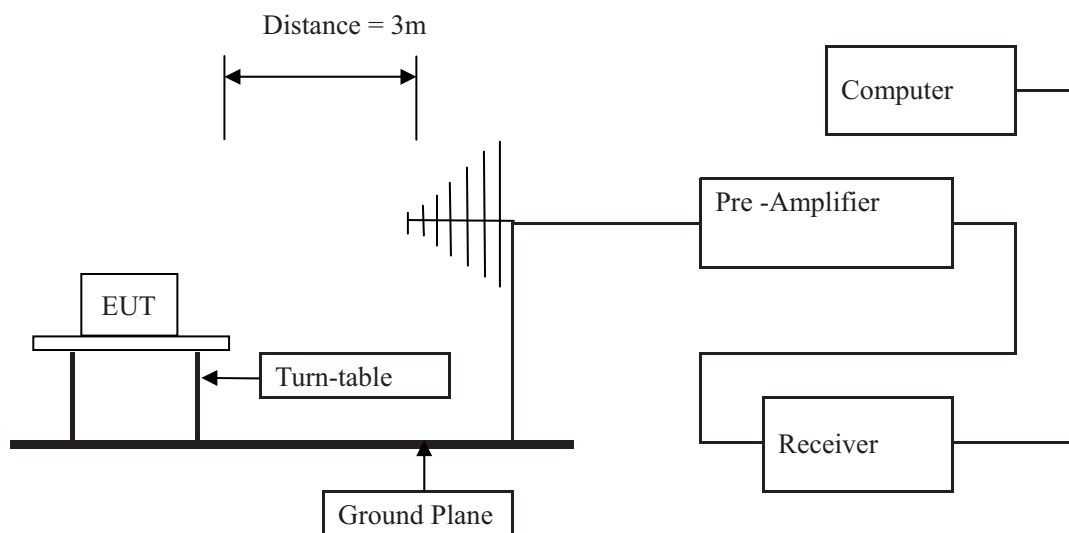 Distance = 3m
Computer
Pre -Amplifier
EUT
Turn-table
Receiver
Ground Plane